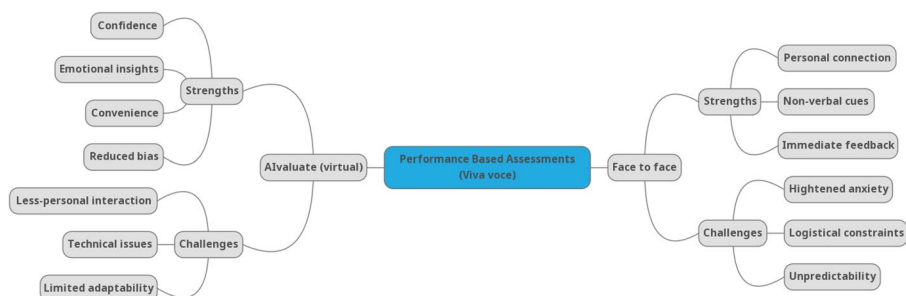 Confidence
Emotional insights
Strengths
Convenience
Reduced bias
AIvaluate (virtual)
Less-personal interaction
Technical issues
Challenges
Limited adaptability
Performance Based Assessments
(Viva voce)
Face to face
Personal connection
Strengths
Non-verbal cues
Immediate feedback
Hightened anxiety
Challenges
Logistical constraints
Unpredictability